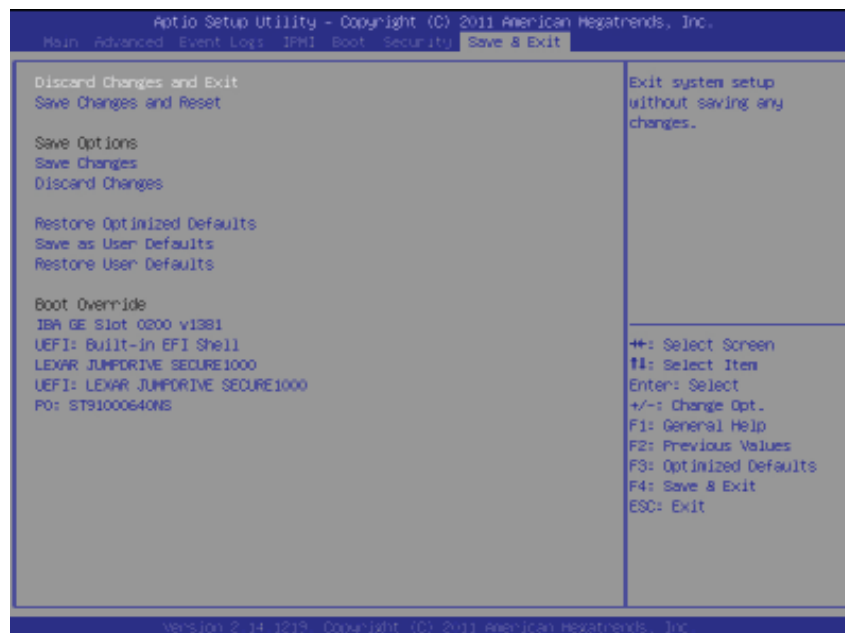 Aptio Setup Utility - Copyright (C) 2011 American Megatrends, Inc.
Main Advanced Event Logs IPMI Boot Security Save & Exit
Discard Changes and Exit
Save Changes and Reset
Save Options
Save Changes
Discard Changes
Restore Optimized Defaults
Save as User Defaults
Restore User Defaults
Boot Override
IBA GE Slot 0200 v1381
UEFI: Built-in EFI Shell
LEXAR JUMPDRIVE SECURE1000
UEFI: LEXAR JUMPDRIVE SECURE1000
P0: ST91000640NS
Exit system setup
without saving any
changes.
→←: Select Screen
↑↓: Select Item
Enter: Select
+/-: Change Opt.
F1: General Help
F2: Previous Values
F3: Optimized Defaults
F4: Save & Exit
ESC: Exit
Version 2.14.1219. Copyright (C) 2011 American Megatrends, Inc.